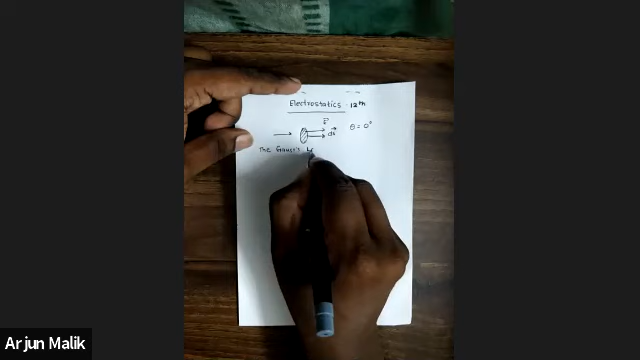 Electrostatics - 12th
E
ds θ = 0°
The Gauss's
Arjun Malik